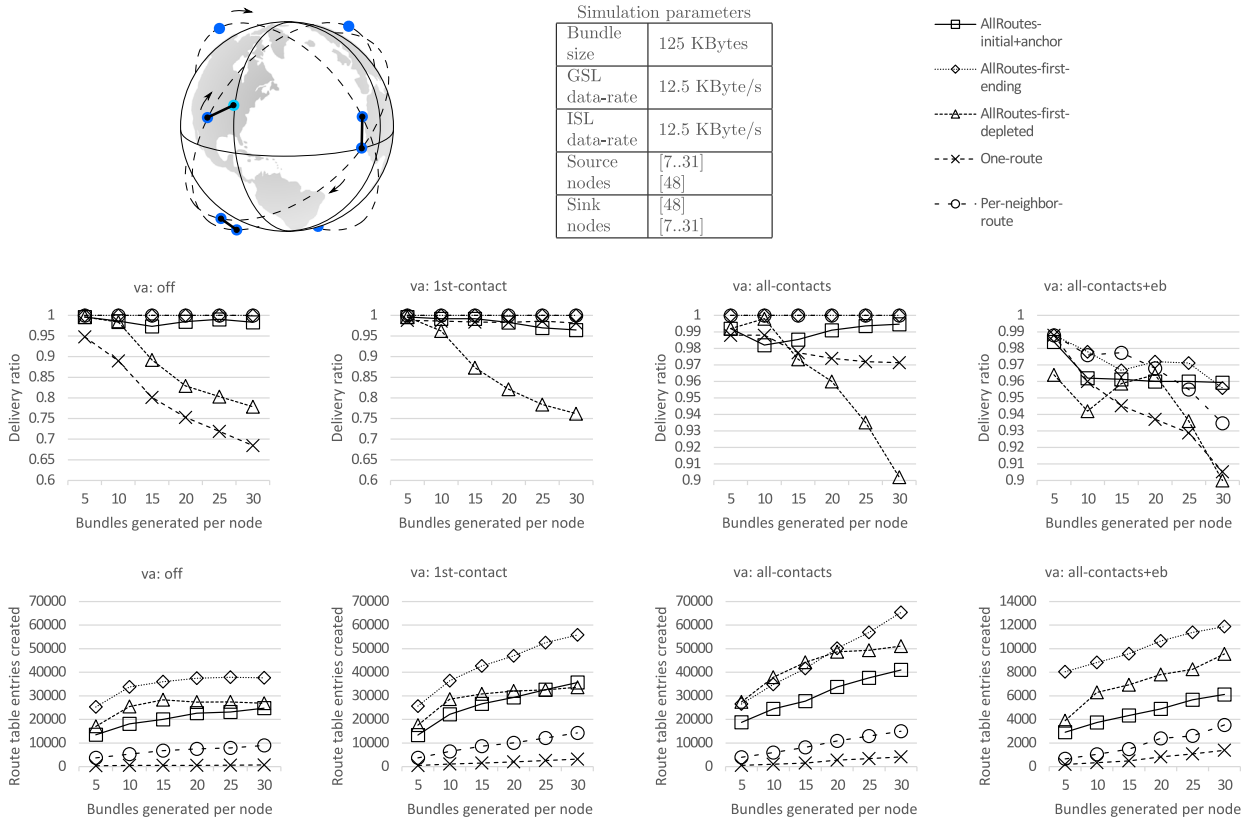 Simulation parameters
Bundle size
125 KBytes
GSL data-rate
12.5 KByte/s
ISL data-rate
12.5 KByte/s
Source nodes
[7..31]
[48]
Sink nodes
[48]
[7..31]
AllRoutes-
initial+anchor
AllRoutes-first-
ending
AllRoutes-first-
depleted
One-route
Per-neighbor-
route
va: off
Delivery ratio
1
0.95
0.9
0.85
0.8
0.75
0.7
0.65
0.6
5 10 15 20 25 30
Bundles generated per node
va: 1st-contact
Delivery ratio
1
0.95
0.9
0.85
0.8
0.75
0.7
0.65
0.6
5 10 15 20 25 30
Bundles generated per node
va: all-contacts
Delivery ratio
1
0.99
0.98
0.97
0.96
0.95
0.94
0.93
0.92
0.91
0.9
5 10 15 20 25 30
Bundles generated per node
va: all-contacts+eb
Delivery ratio
1
0.99
0.98
0.97
0.96
0.95
0.94
0.93
0.92
0.91
0.9
5 10 15 20 25 30
Bundles generated per node
va: off
Route table entries created
70000
60000
50000
40000
30000
20000
10000
0
5 10 15 20 25 30
Bundles generated per node
va: 1st-contact
Route table entries created
70000
60000
50000
40000
30000
20000
10000
0
5 10 15 20 25 30
Bundles generated per node
va: all-contacts
Route table entries created
70000
60000
50000
40000
30000
20000
10000
0
5 10 15 20 25 30
Bundles generated per node
va: all-contacts+eb
Route table entries created
14000
12000
10000
8000
6000
4000
2000
0
5 10 15 20 25 30
Bundles generated per node